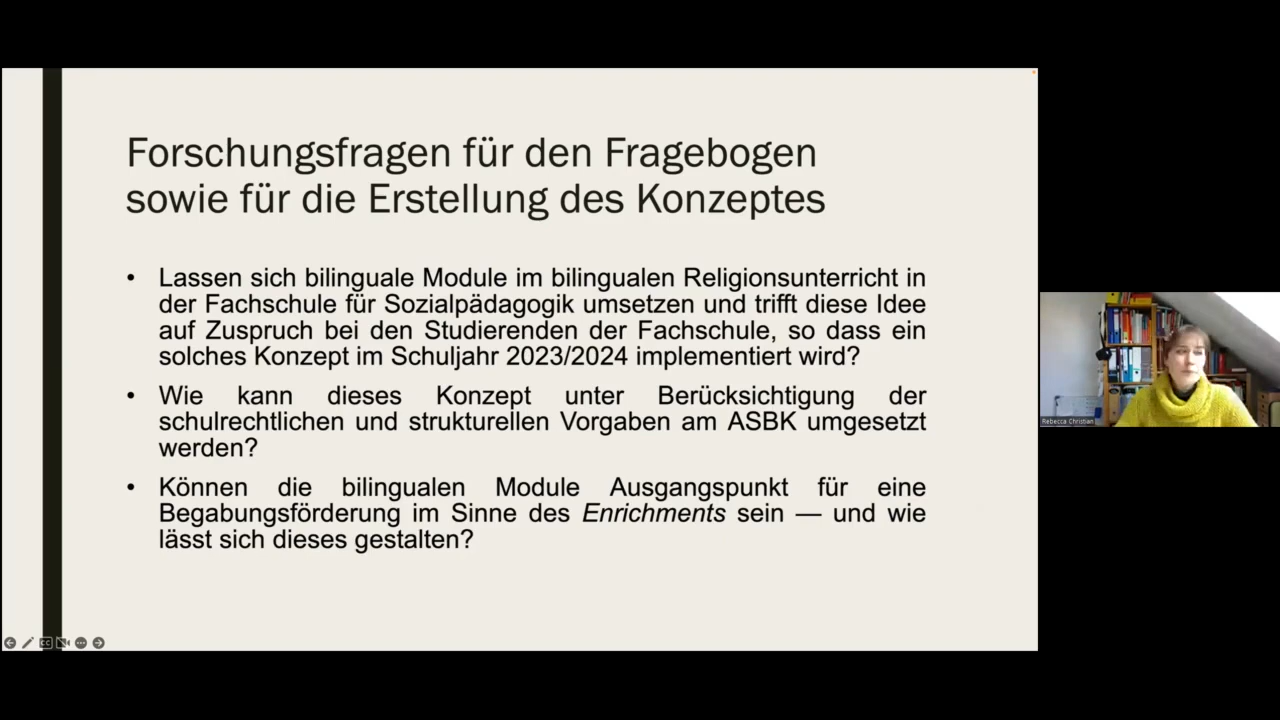 Forschungsfragen für den Fragebogen
sowie für die Erstellung des Konzeptes
• Lassen sich bilinguale Module im bilingualen Religionsunterricht in
der Fachschule für Sozialpädagogik umsetzen und trifft diese Idee
auf Zuspruch bei den Studierenden der Fachschule, so dass ein
solches Konzept im Schuljahr 2023/2024 implementiert wird?
• Wie kann dieses Konzept unter Berücksichtigung der
schulrechtlichen und strukturellen Vorgaben am ASBK umgesetzt
werden?
• Können die bilingualen Module Ausgangspunkt für eine
Begabungsförderung im Sinne des Enrichments sein — und wie
lässt sich dieses gestalten?
Rebecca Christian
CC